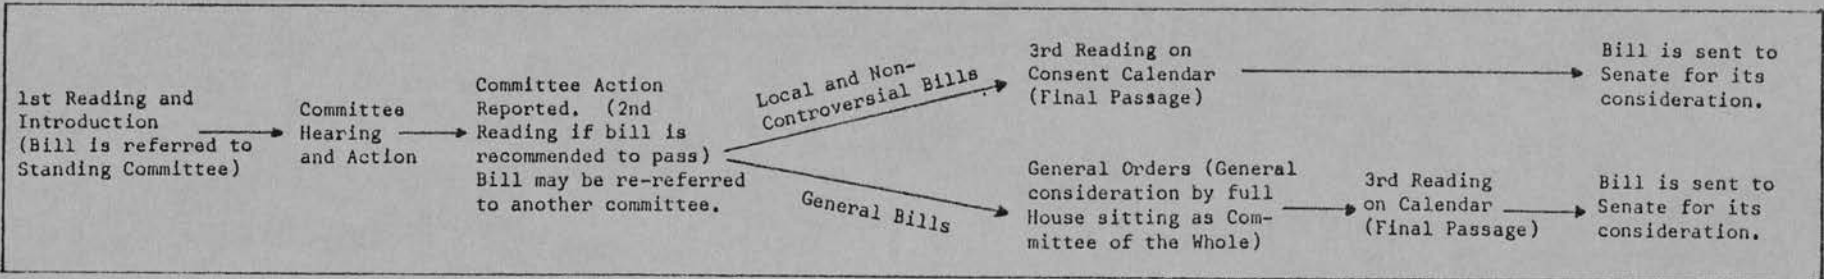 1st Reading and
Introduction
(Bill is referred to
Standing Committee)
Committee
Hearing
and Action
Committee Action
Reported. (2nd
Reading if bill is
recommended to pass)
Bill may be re-referred
to another committee.
Local and Non-
Controversial Bills
3rd Reading on
Consent Calendar
(Final Passage)
Bill is sent to
Senate for its
consideration.
General Bills
General Orders (General
consideration by full
House sitting as Com-
mittee of the Whole)
3rd Reading
on Calendar
(Final Passage)
Bill is sent to
Senate for its
consideration.